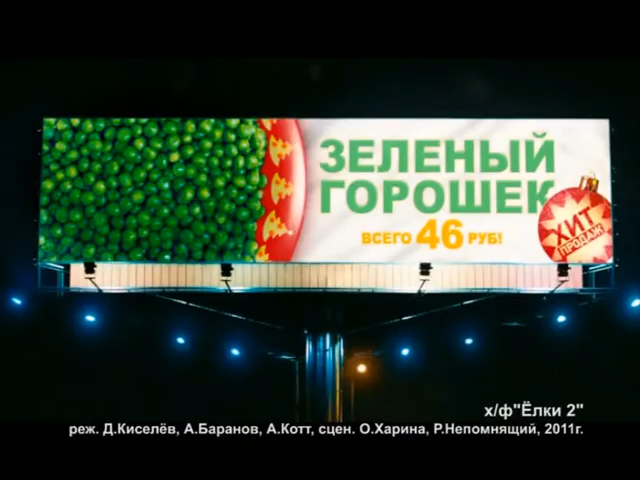 ЗЕЛЕНЫЙ
ГОРОШЕК
ВСЕГО 46 РУБ!
ХИТ
ПРОДАЖ
х/ф"Ёлки 2"
реж. Д.Киселёв, А.Баранов, А.Котт, сцен. О.Харина, Р.Непомнящий, 2011г.